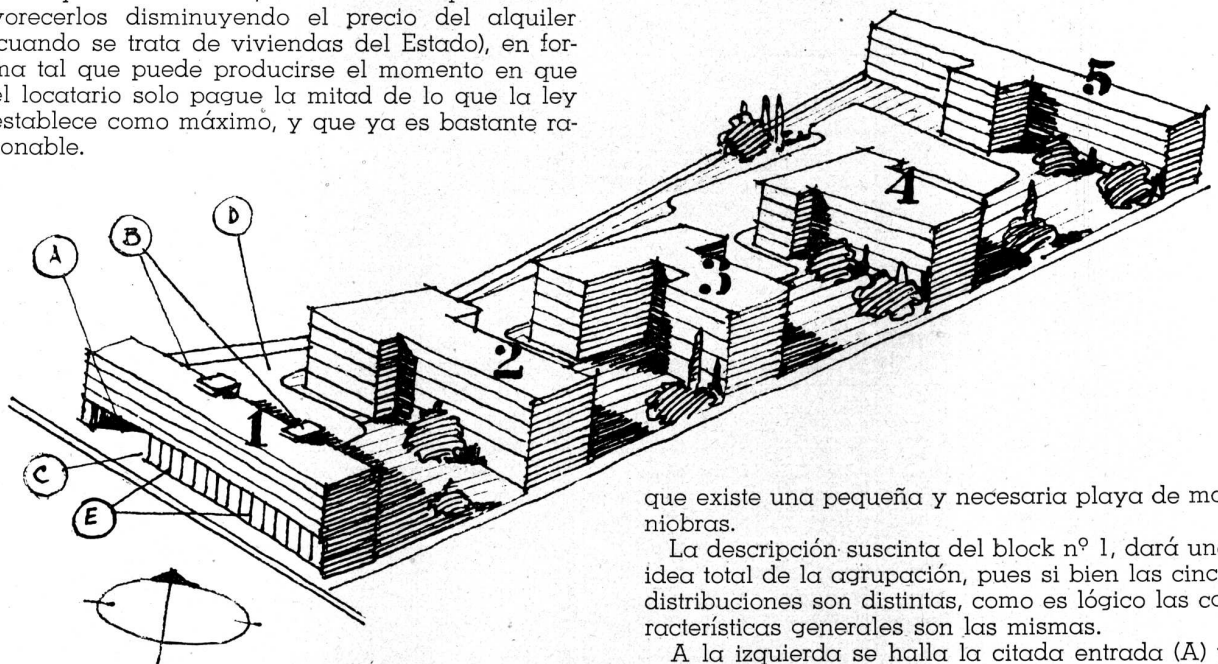 vorecerlos disminuyendo el precio del alquiler
cuando se trata de viviendas del Estado), en for-
ma tal que puede producirse el momento en que
el locatario solo pague la mitad de lo que la ley
establece como máximo, y que ya es bastante ra-
onable.
A
B
D
C
E
1
2
3
4
5
que existe una pequeña y necesaria playa de ma
niobras.
La descripción suscinta del block nº 1, dará una
idea total de la agrupación, pues si bien las cinc
distribuciones son distintas, como es lógico las ca
racterísticas generales son las mismas.
A la izquierda se halla la citada entrada (A)